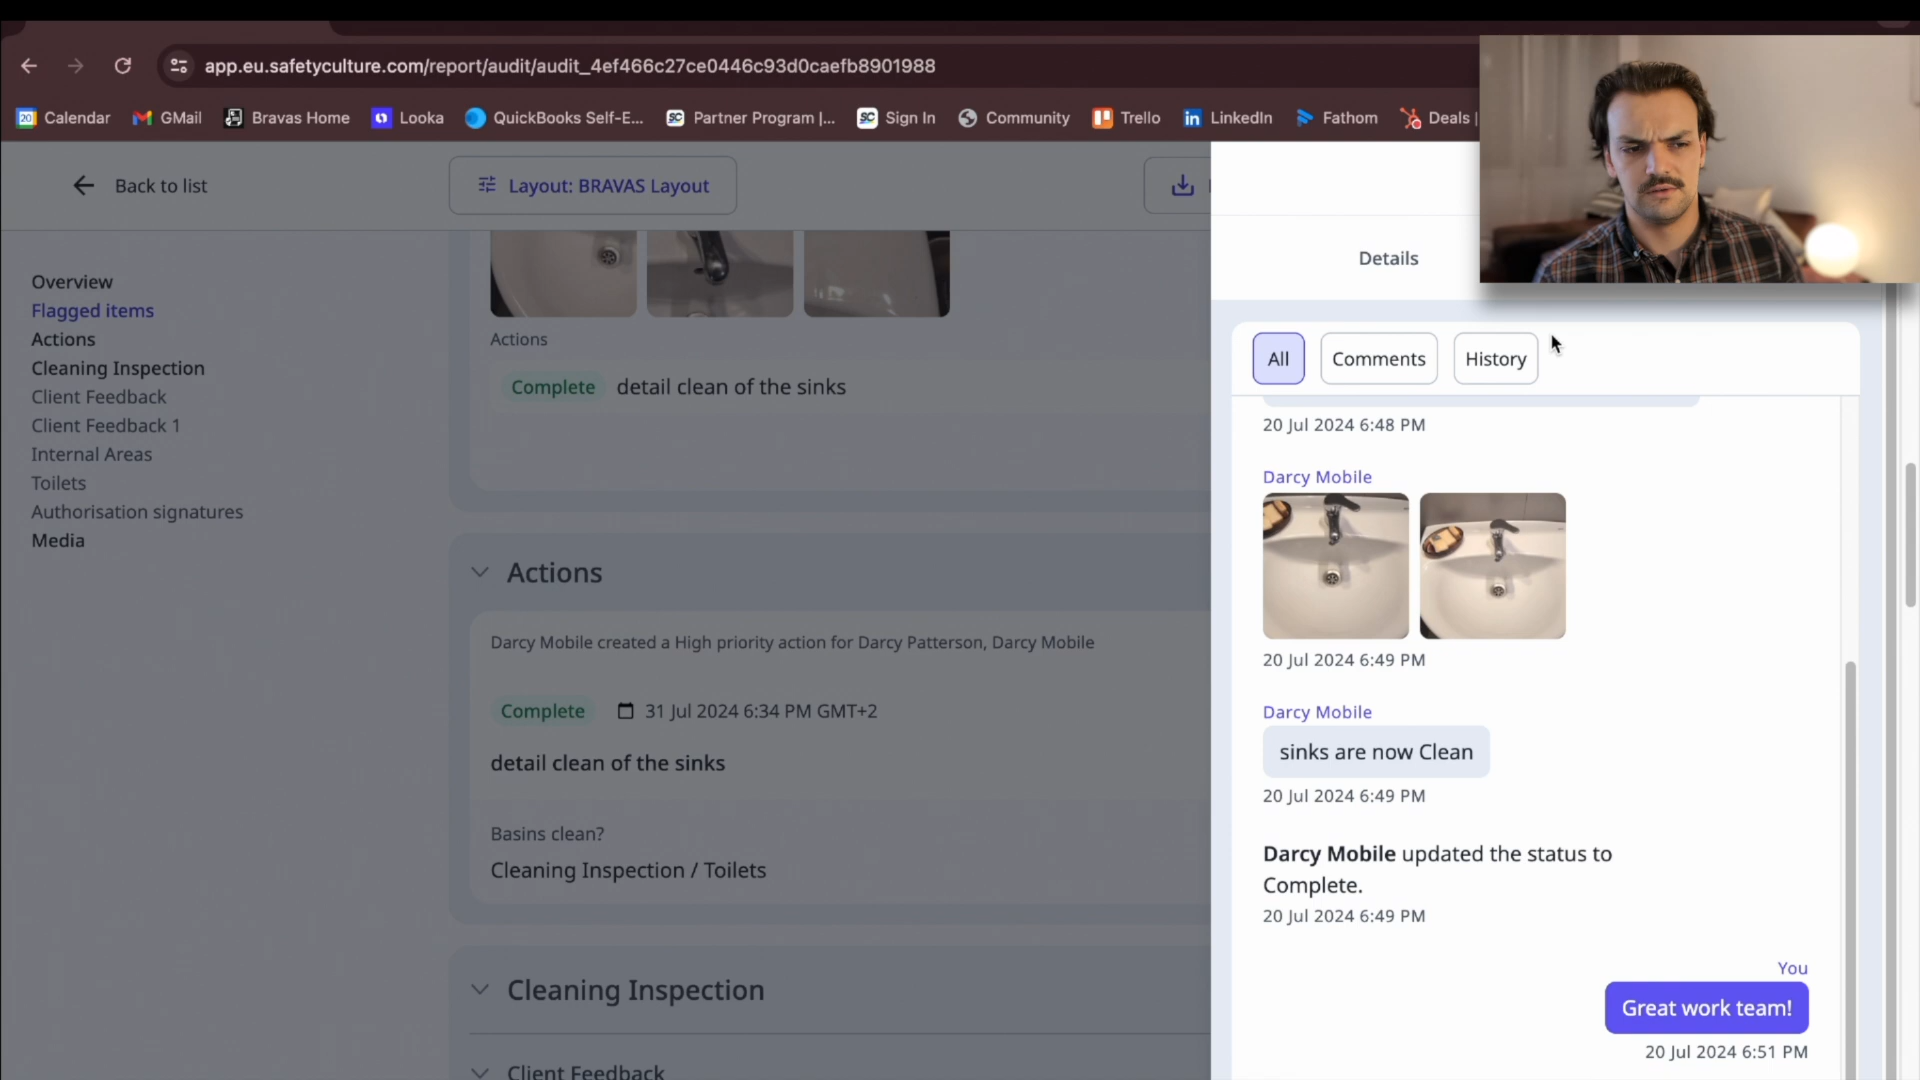 app.eu.safetyculture.com/report/audit/audit_4ef466c27ce0446c93d0caefb8901988
20 Calendar
GMail
Bravas Home
Looka
QuickBooks Self-E...
SC Partner Program |...
SC Sign In
Community
Trello
in LinkedIn
Fathom
Deals |
Back to list
Layout: BRAVAS Layout
Overview
Flagged items
Actions
Cleaning Inspection
Client Feedback
Client Feedback 1
Internal Areas
Toilets
Authorisation signatures
Media
Actions
Complete detail clean of the sinks
Actions
Darcy Mobile created a High priority action for Darcy Patterson, Darcy Mobile
Complete 31 Jul 2024 6:34 PM GMT+2
detail clean of the sinks
Basins clean?
Cleaning Inspection / Toilets
Cleaning Inspection
Client Feedback
Details
All Comments History
20 Jul 2024 6:48 PM
Darcy Mobile
20 Jul 2024 6:49 PM
Darcy Mobile
sinks are now Clean
20 Jul 2024 6:49 PM
Darcy Mobile updated the status to
Complete.
20 Jul 2024 6:49 PM
You
Great work team!
20 Jul 2024 6:51 PM